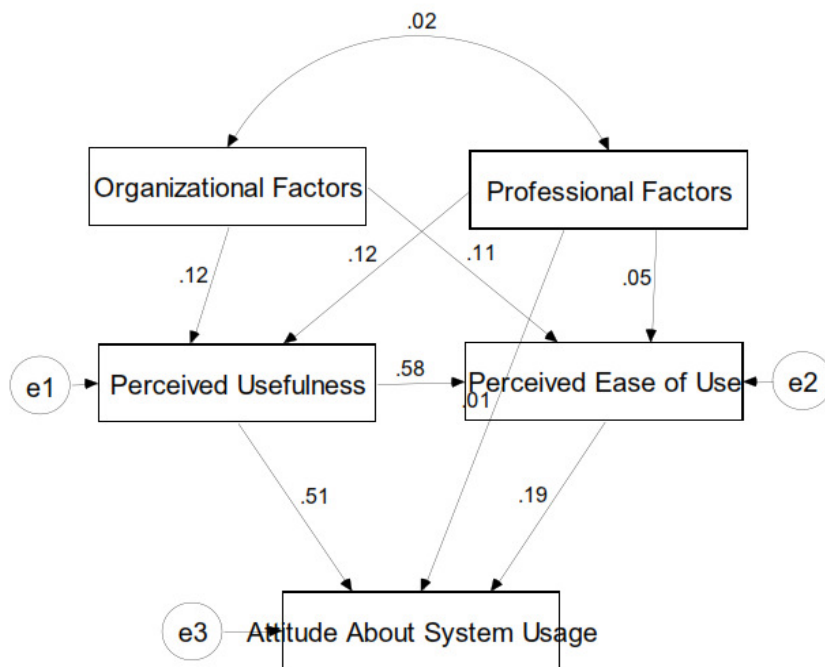 .02
Organizational Factors
Professional Factors
.12
.12
.11
.05
e1
Perceived Usefulness
.58
Perceived Ease of Use
e2
.01
.51
.19
e3
Attitude About System Usage